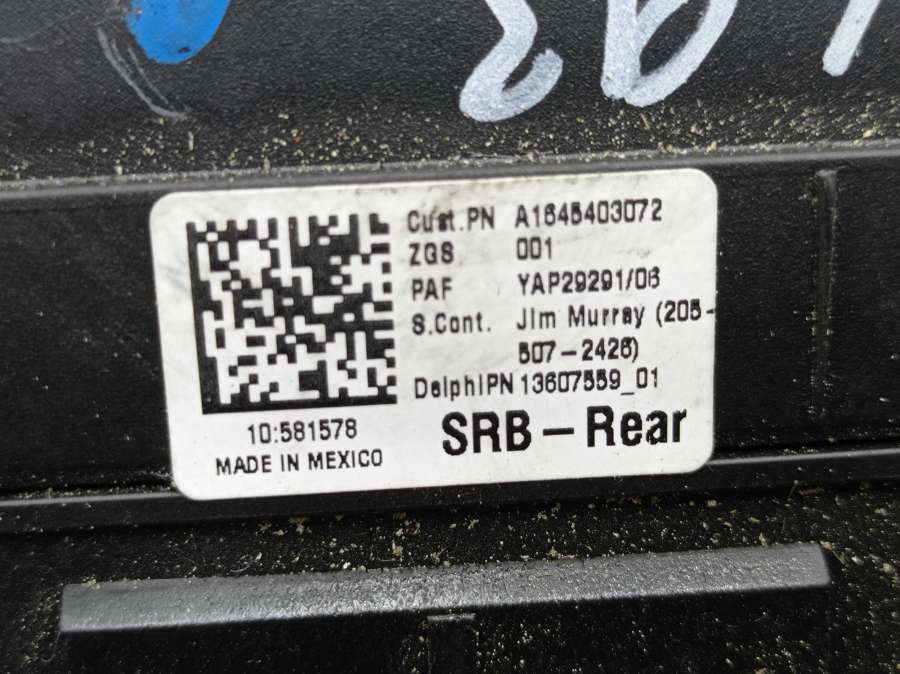 Cust.PN A1645403072
ZGS 001
PAF YAP29291/06
S.Cont. Jim Murray (205-
507-2426)
DelphiPN 13607559_01
SRB-Rear
10:581578
MADE IN MEXICO